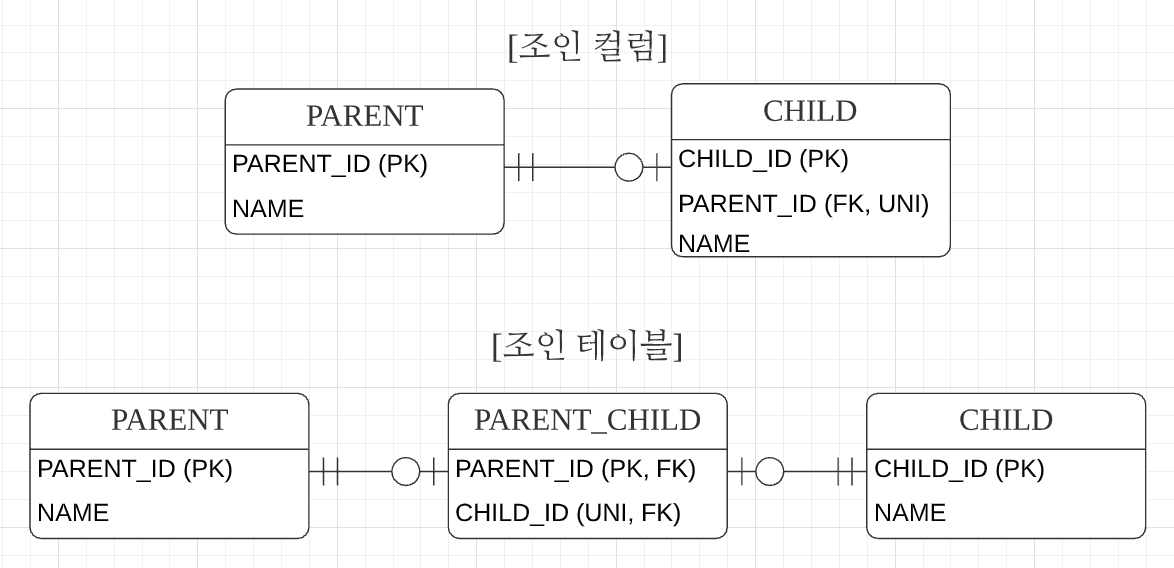 [조인 컬럼]
PARENT
PARENT_ID (PK)
NAME
CHILD
CHILD_ID (PK)
PARENT_ID (FK, UNI)
NAME
[조인 테이블]
PARENT
PARENT_ID (PK)
NAME
PARENT_CHILD
PARENT_ID (PK, FK)
CHILD_ID (UNI, FK)
CHILD
CHILD_ID (PK)
NAME